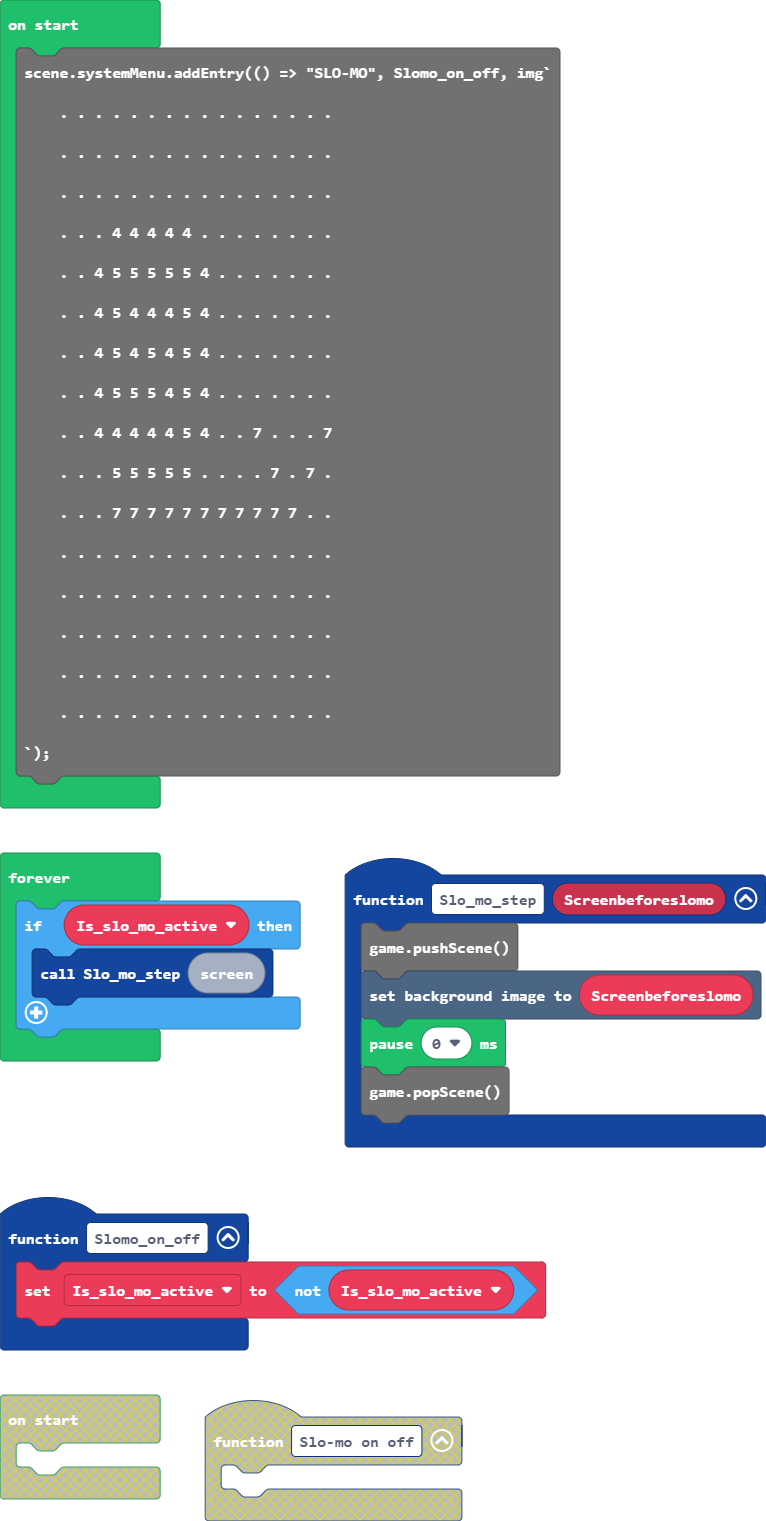 on start
scene.systemMenu.addEntry(() => "SLO-MO", Slomo_on_off, img`
. . . . . . . . . . . . . . . .
. . . . . . . . . . . . . . . .
. . . . . . . . . . . . . . . .
. . . 4 4 4 4 4 . . . . . . . .
. . 4 5 5 5 5 5 4 . . . . . . .
. . 4 5 4 4 4 5 4 . . . . . . .
. . 4 5 4 5 4 5 4 . . . . . . .
. . 4 5 5 5 4 5 4 . . . . . . .
. . 4 4 4 4 4 5 4 . . 7 . . . 7
. . . 5 5 5 5 5 . . . . 7 . 7 .
. . . 7 7 7 7 7 7 7 7 7 7 7 . .
. . . . . . . . . . . . . . . .
. . . . . . . . . . . . . . . .
. . . . . . . . . . . . . . . .
. . . . . . . . . . . . . . . .
. . . . . . . . . . . . . . . .
`);
forever
if Is_slo_mo_active then
call Slo_mo_step screen
function Slo_mo_step Screenbeforeslomo
game.pushScene()
set background image to Screenbeforeslomo
pause 0 ms
game.popScene()
function Slomo_on_off
set Is_slo_mo_active to not Is_slo_mo_active
on start
function Slo-mo on off